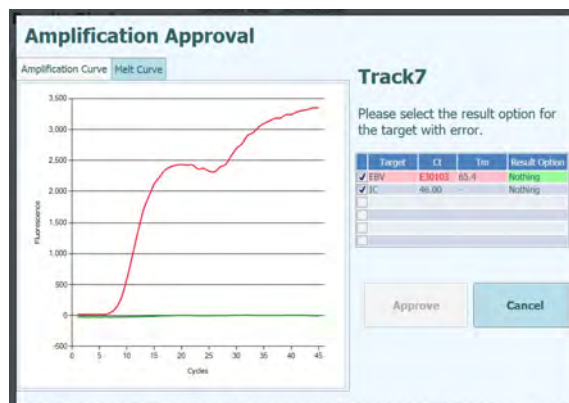 Amplification Approval
Amplification Curve Melt Curve
Track7
Please select the result option for
the target with error.
Target Ct Tm Result Option
EBV E30103 65.4 Nothing
IC 46.00 - Nothing
Approve Cancel
3,500
3,000
2,500
2,000
1,500
1,000
500
0
-500
Fluorescence
0 5 10 15 20 25 30 35 40 45
Cycles